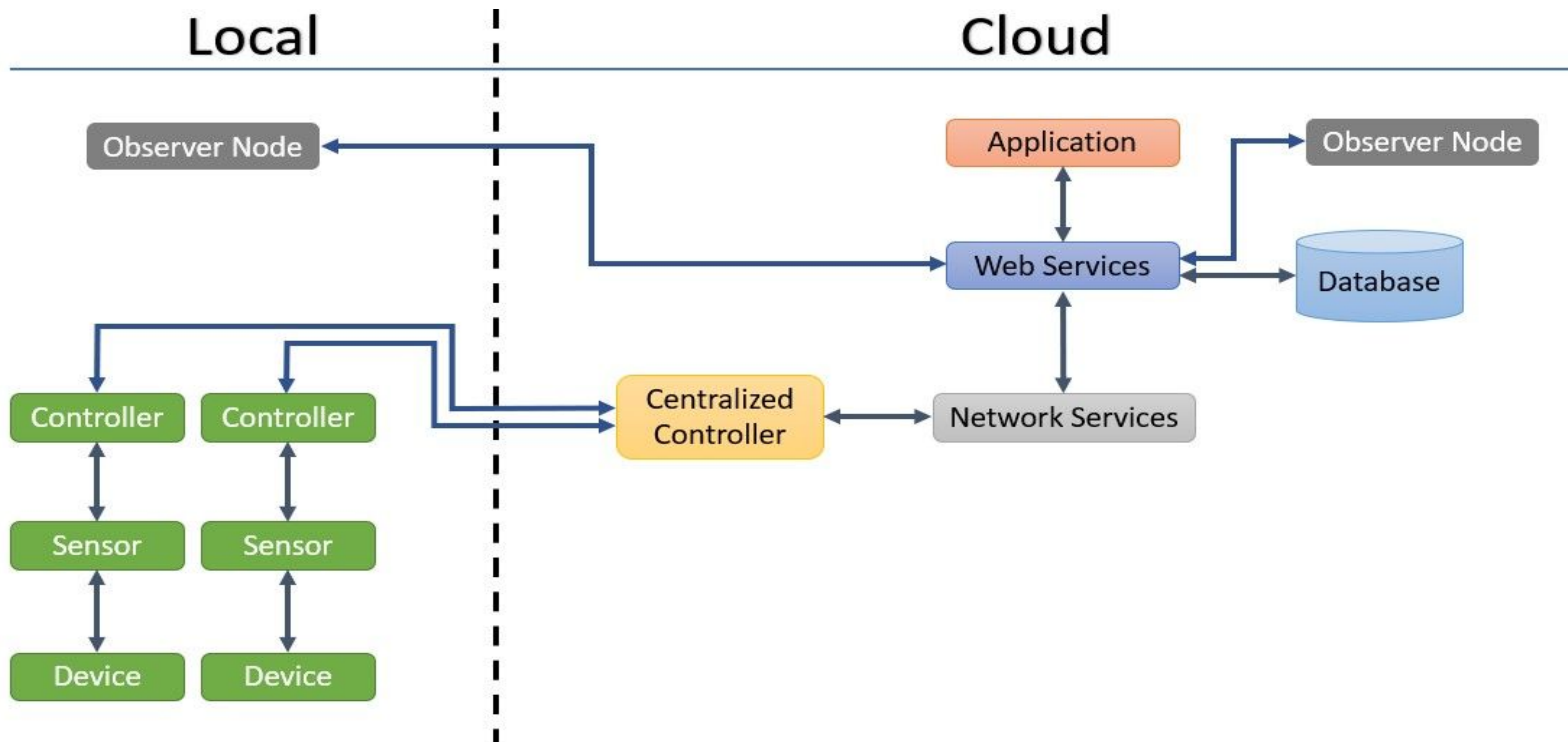 Local
Cloud
Observer Node
Application
Observer Node
Web Services
Database
Controller
Controller
Centralized
Controller
Network Services
Sensor
Sensor
Device
Device